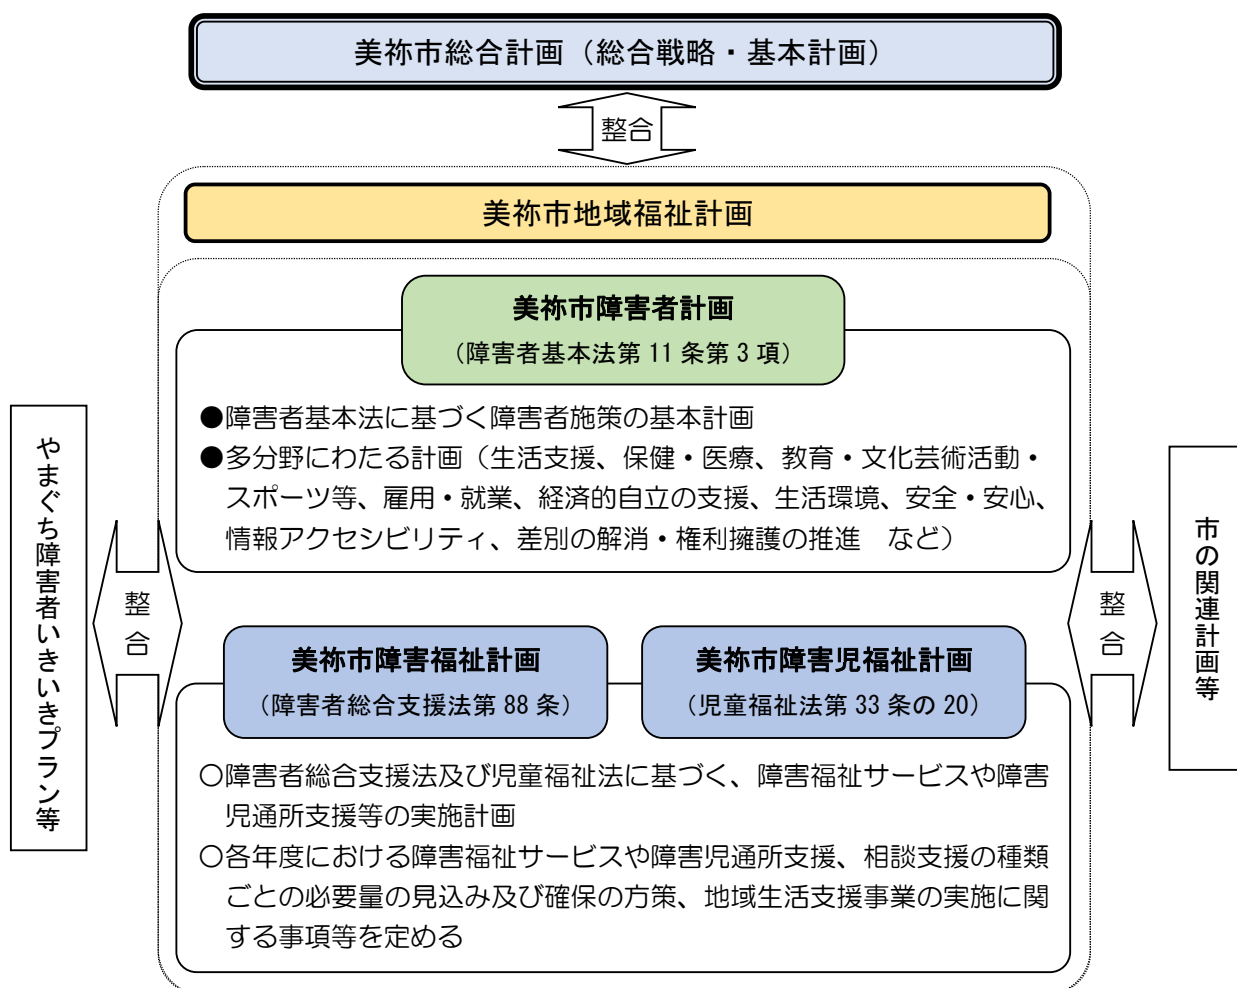 美祢市総合計画（総合戦略・基本計画）
整合
美祢市地域福祉計画
美祢市障害者計画
（障害者基本法第 11 条第 3 項）
●障害者基本法に基づく障害者施策の基本計画
●多分野にわたる計画（生活支援、保健・医療、教育・文化芸術活動・
スポーツ等、雇用・就業、経済的自立の支援、生活環境、安全・安心、
情報アクセシビリティ、差別の解消・権利擁護の推進　など）
やまぐち障害者いきいきプラン等
整合
整合
市の関連計画等
美祢市障害福祉計画
（障害者総合支援法第 88 条）
美祢市障害児福祉計画
（児童福祉法第 33 条の 20）
○障害者総合支援法及び児童福祉法に基づく、障害福祉サービスや障害
児通所支援等の実施計画
○各年度における障害福祉サービスや障害児通所支援、相談支援の種類
ごとの必要量の見込み及び確保の方策、地域生活支援事業の実施に関
する事項等を定める